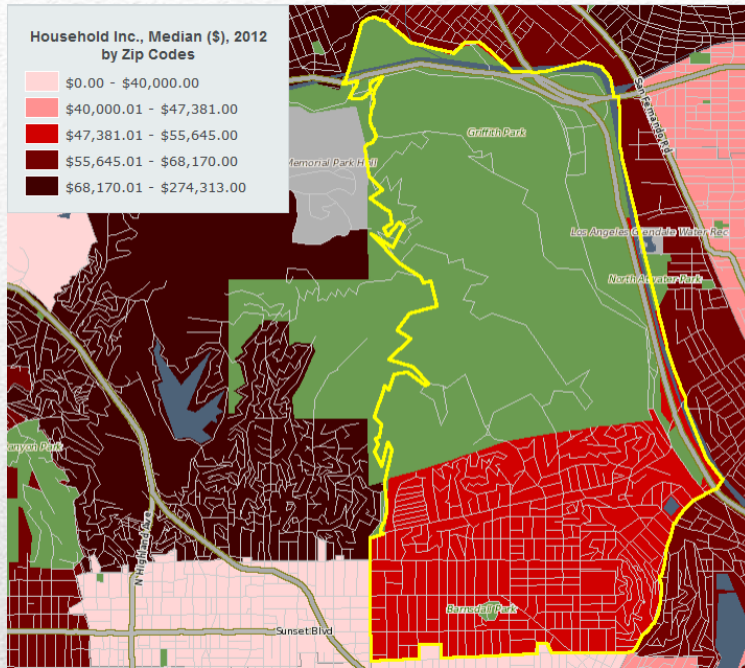 Household Inc., Median ($), 2012
by Zip Codes
$0.00 - $40,000.00
$40,000.01 - $47,381.00
$47,381.01 - $55,645.00
$55,645.01 - $68,170.00
$68,170.01 - $274,313.00
San Fernando Rd
Griffith Park
Memorial Park Holl
Los Angeles Glendale Water Rec
North Atwater Park
anyon Park
N Highland Ave
Barnsdall Park
Sunset Blvd